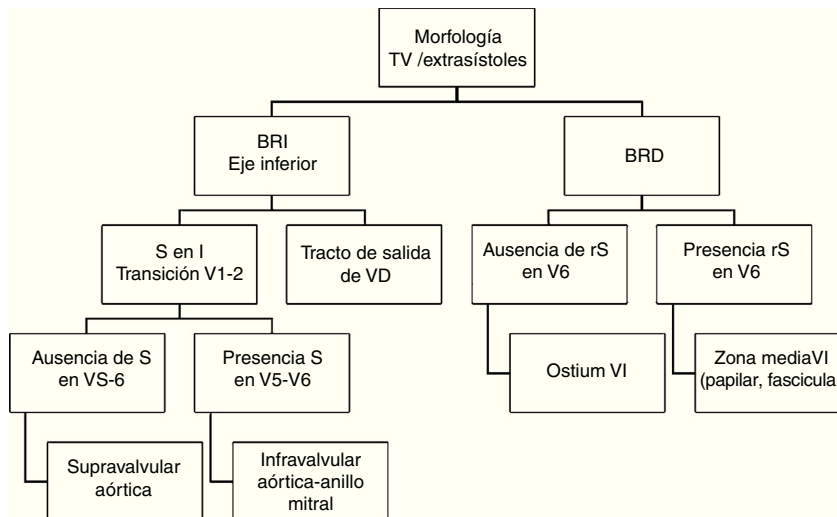 Morfología
TV /extrasístoles
BRI
Eje inferior
BRD
S en I
Transición V1-2
Tracto de salida
de VD
Ausencia de rS
en V6
Presencia rS
en V6
Ausencia de S
en VS-6
Presencia S
en V5-V6
Ostium VI
Zona mediaVI
(papilar, fascicula
Supravalvular
aórtica
Infravalvular
aórtica-anillo
mitral